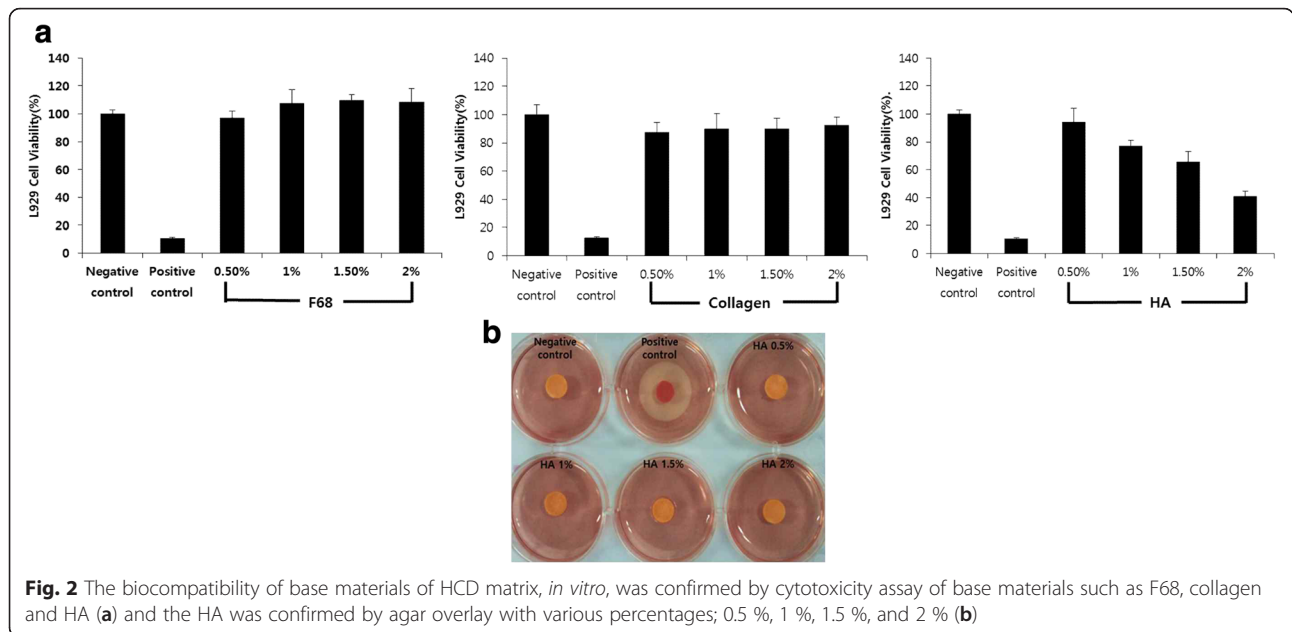 a
140
120
100
80
60
40
20
0
L929 Cell Viability(%)
Negative control
Positive control
0.50%
1%
1.50%
2%
F68
140
120
100
80
60
40
20
0
L929 Cell Viability(%)
Negative control
Positive control
0.50%
1%
1.50%
2%
Collagen
140
120
100
80
60
40
20
0
L929 Cell Viability(%).
Negative control
Positive control
0.50%
1%
1.50%
2%
HA
b
Negative
control
Positive
control
HA 0.5%
HA 1%
HA 1.5%
HA 2%
Fig. 2 The biocompatibility of base materials of HCD matrix, in vitro, was confirmed by cytotoxicity assay of base materials such as F68, collagen
and HA (a) and the HA was confirmed by agar overlay with various percentages; 0.5 %, 1 %, 1.5 %, and 2 % (b)